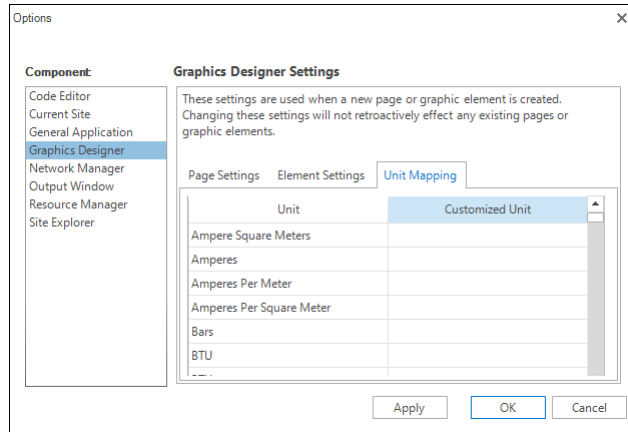 Options
Component:
Graphics Designer Settings
Code Editor
Current Site
General Application
Graphics Designer
Network Manager
Output Window
Resource Manager
Site Explorer
These settings are used when a new page or graphic element is created.
Changing these settings will not retroactively effect any existing pages or
graphic elements.
Page Settings Element Settings Unit Mapping
Unit Customized Unit
Ampere Square Meters
Amperes
Amperes Per Meter
Amperes Per Square Meter
Bars
BTU
Apply OK Cancel